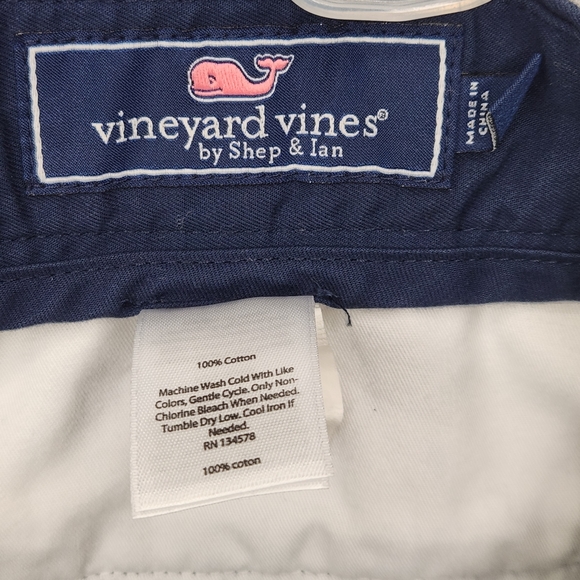 vineyard vines®
by Shep & Ian
MADE IN
CHINA
100% Cotton
Machine Wash Cold With Like
Colors, Gentle Cycle. Only Non-
Chlorine Bleach When Needed.
Tumble Dry Low. Cool Iron If
Needed.
RN 134578
100% coton